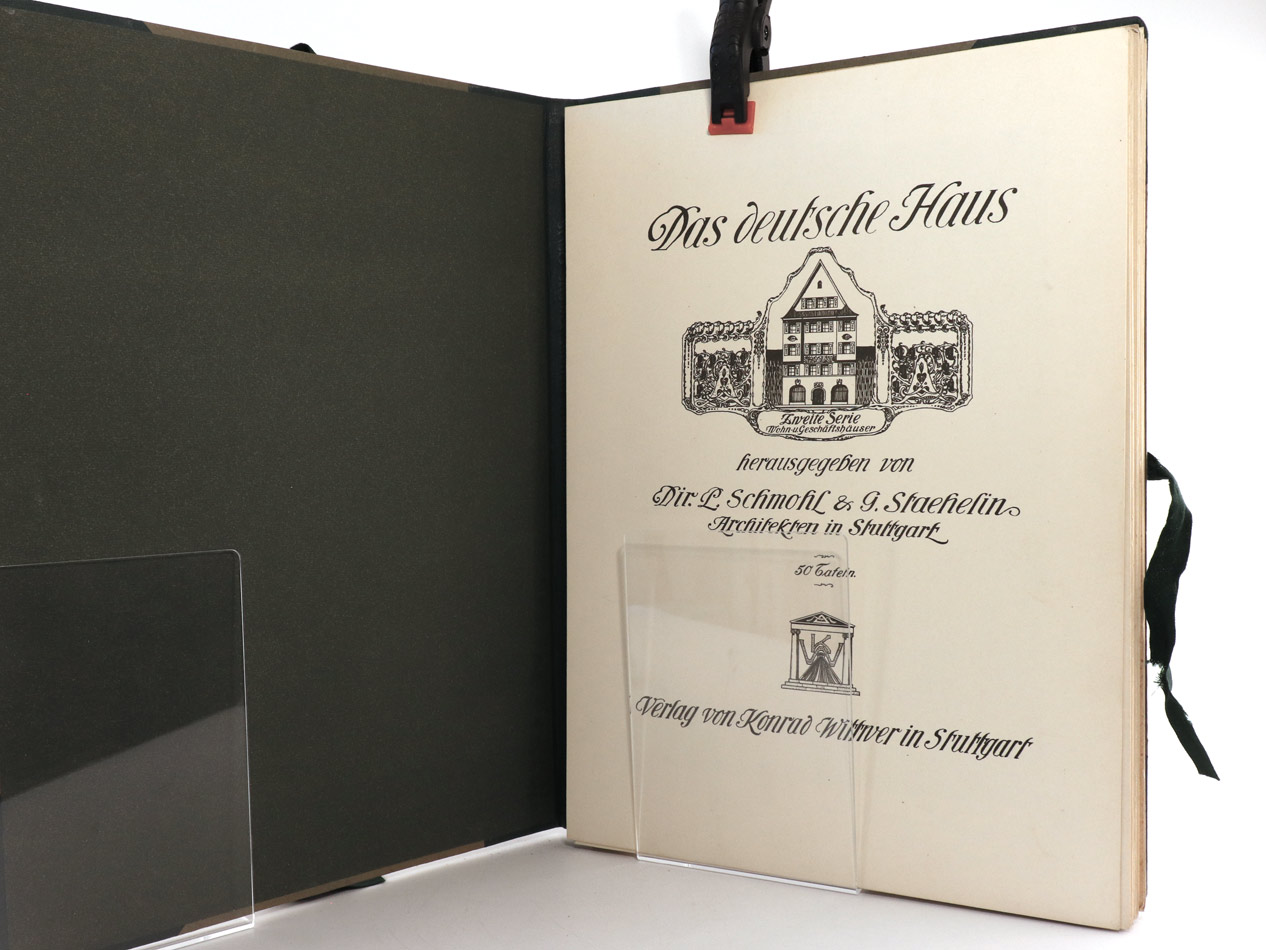 Das deutsche Haus
Zweite Serie
Wohn-u.Geschäftshäuser
herausgegeben von
Dir. P. Schmohl & G. Staehelin
Architekten in Stuttgart
50 Tafeln.
Verlag von Konrad Wittwer in Stuttgart